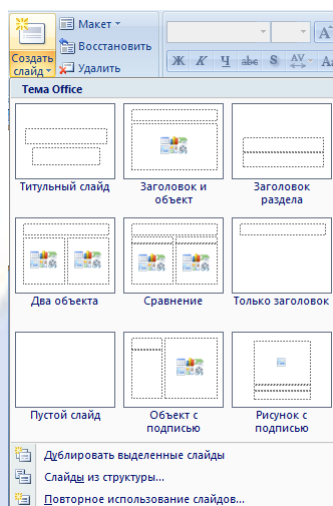 Макет
Восстановить
Создать
слайд
Удалить
Ж К Ч abc S AV Aa
A
Тема Office
Титульный слайд
Заголовок и
объект
Заголовок
раздела
Два объекта
Сравнение
Только заголовок
Пустой слайд
Объект с
подписью
Рисунок с
подписью
Дублировать выделенные слайды
Слайды из структуры...
Повторное использование слайдов...